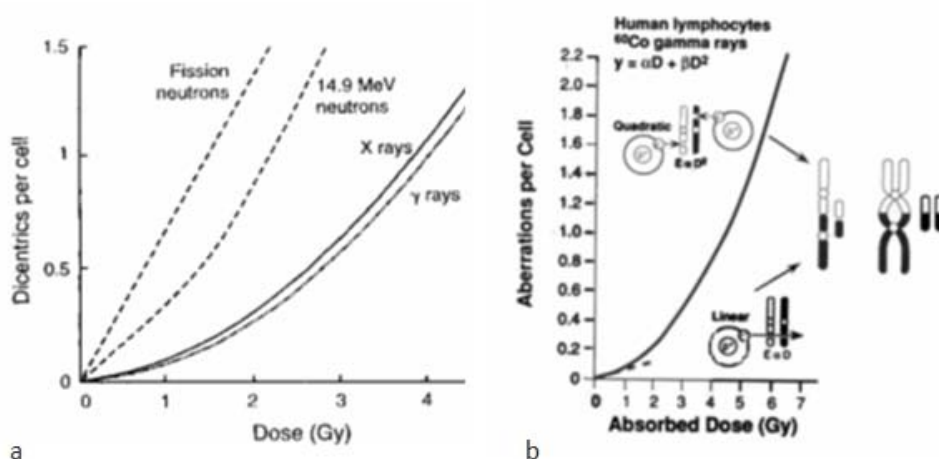 1.5
1
0.5
0
0
1
2
3
4
Dicentrics per cell
Dose (Gy)
Fission
neutrons
14.9 MeV
neutrons
X rays
γ rays
a
Human lymphocytes
⁶⁰Co gamma rays
y = αD + βD²
2.2
2.0
1.8
1.6
1.4
1.2
1.0
0.8
0.6
0.4
0.2
0
0
1
2
3
4
5
6
7
Aberrations per Cell
Absorbed Dose (Gy)
Quadratic
E α D²
Linear
E α D
b